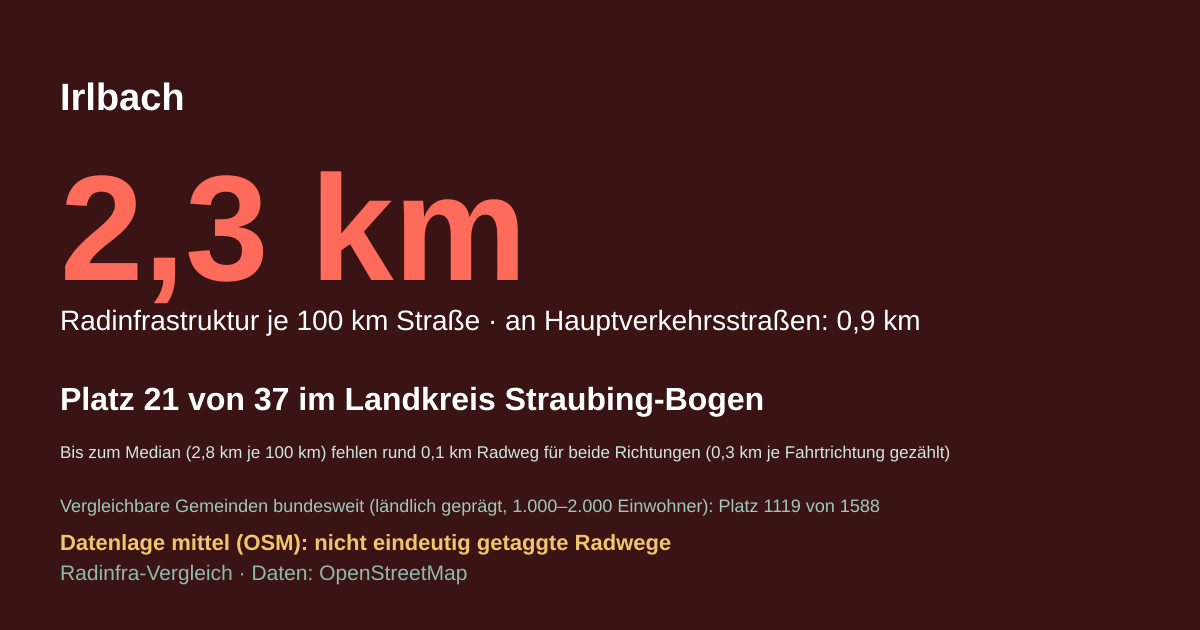 Irlbach
2,3 km
Radinfrastruktur je 100 km Straße · an Hauptverkehrsstraßen: 0,9 km
Platz 21 von 37 im Landkreis Straubing-Bogen
Bis zum Median (2,8 km je 100 km) fehlen rund 0,1 km Radweg für beide Richtungen (0,3 km je Fahrtrichtung gezählt)
Vergleichbare Gemeinden bundesweit (ländlich geprägt, 1.000–2.000 Einwohner): Platz 1119 von 1588
Datenlage mittel (OSM): nicht eindeutig getaggte Radwege
Radinfra-Vergleich · Daten: OpenStreetMap